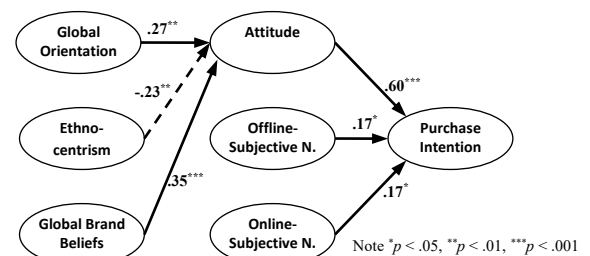 Global
Orientation
.27**
Attitude
-.23**
.60***
Ethno-
centrism
Offline-
Subjective N.
.17*
Purchase
Intention
.35***
.17*
Global Brand
Beliefs
Online-
Subjective N.
Note *p < .05, **p < .01, ***p < .001